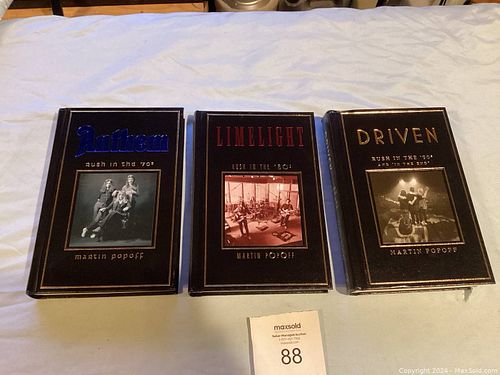 Anthem
RUSH IN THE '70s
MARTIN POPOFF
LIMELIGHT
RUSH IN THE '80s
MARTIN POPOFF
DRIVEN
RUSH IN THE '90s
AND "IN THE END"
MARTIN POPOFF
maxsold
88
Copyright 2024 - MaxSold.com